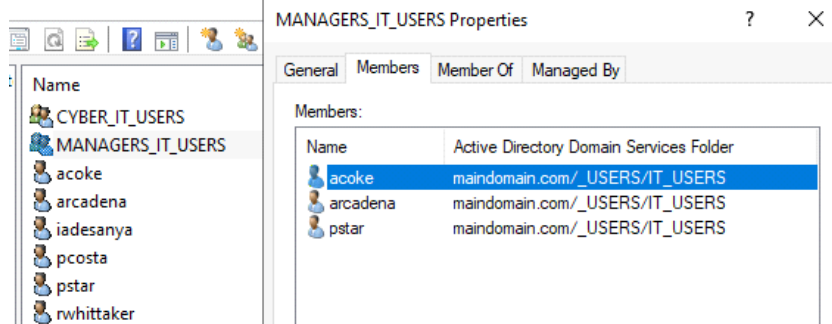 MANAGERS_IT_USERS Properties
?
General Members Member Of Managed By
Name
CYBER_IT_USERS
MANAGERS_IT_USERS
acoke
arcadena
iadesanya
pcosta
pstar
rwhittaker
Members:
Name Active Directory Domain Services Folder
acoke maindomain.com/_USERS/IT_USERS
arcadena maindomain.com/_USERS/IT_USERS
pstar maindomain.com/_USERS/IT_USERS